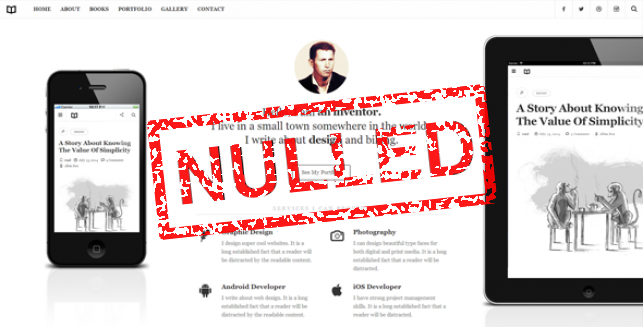 HOME ABOUT BOOKS PORTFOLIO GALLERY CONTACT
an inventor.
I live in a small town somewhere in the world.
I write about design and biking.
NULLED
See My Portfolio
SERVICES I CAN
Graphic Design
I design super cool websites. It is a
long established fact that a reader will
be distracted by the readable content.
Photography
I can design beautiful type faces for
both digital and print media. It is a long
established fact that a reader will be
distracted.
Android Developer
I write about web design. It is a long
established fact that a reader will be
distracted by the readable content.
iOS Developer
I have strong project management
skills. It is a long established fact that a
reader will be distracted by the readable
A Story About Knowing
The Value Of Simplicity
A Story About Knowing
The Value Of Simplicity